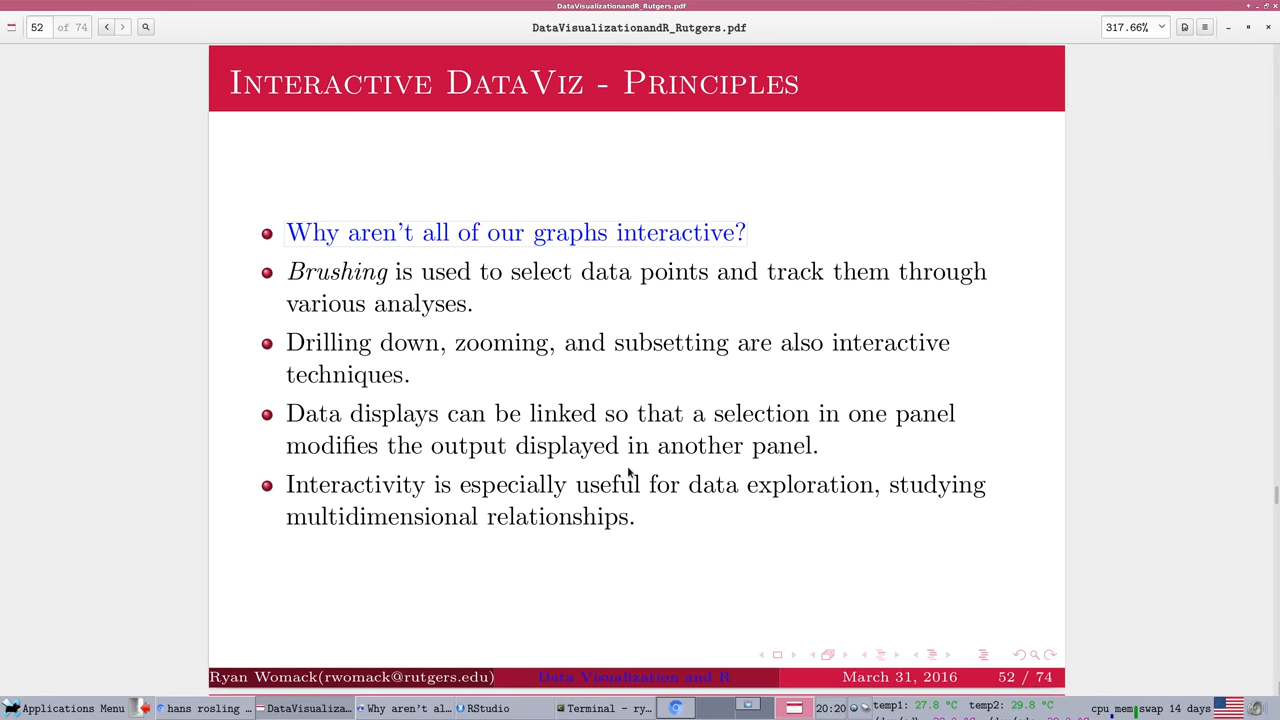 DataVisualizationandR_Rutgers.pdf
52 of 74
DataVisualizationandR_Rutgers.pdf
317.66%
Interactive DataViz - Principles
Why aren't all of our graphs interactive?
Brushing is used to select data points and track them through
various analyses.
Drilling down, zooming, and subsetting are also interactive
techniques.
Data displays can be linked so that a selection in one panel
modifies the output displayed in another panel.
Interactivity is especially useful for data exploration, studying
multidimensional relationships.
Ryan Womack(rwomack@rutgers.edu) Data Visualization and R March 31, 2016 52 / 74
Applications Menu hans rosling ... DataVisualiza... Why aren't al... RStudio Terminal - ry... 20:20 temp1: 27.8 °C temp2: 29.8 °C cpu mem swap 14 days